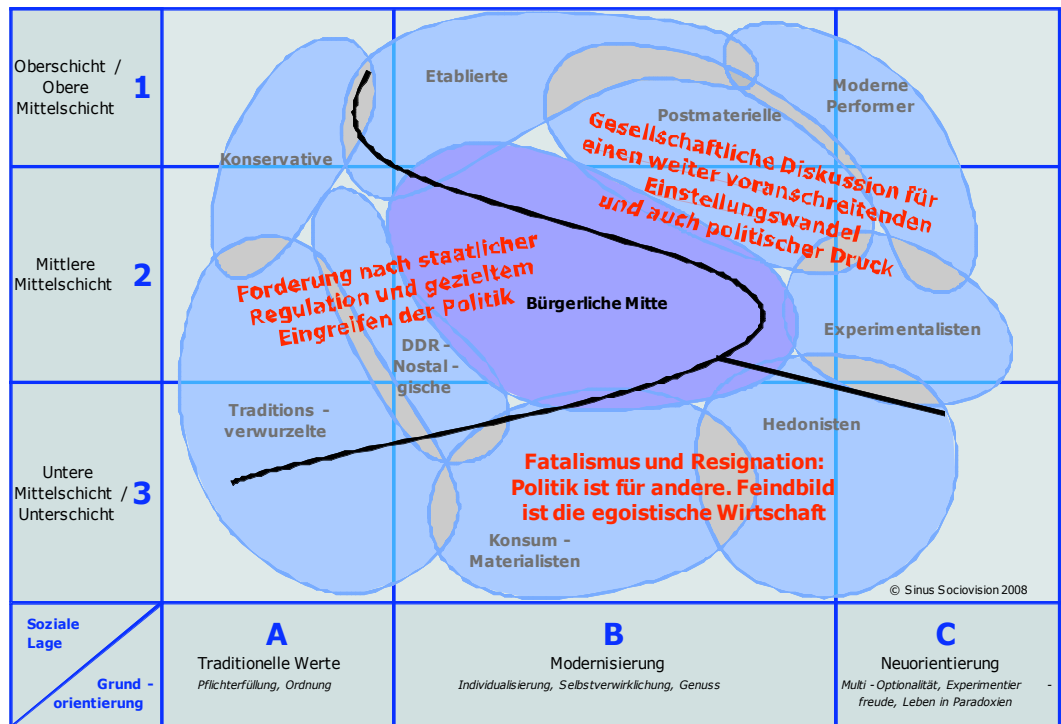 Oberschicht /
Obere
Mittelschicht
1
Mittlere
Mittelschicht
2
Untere
Mittelschicht /
Unterschicht
3
Etablierte
Postmaterielle
Moderne
Performer
Konservative
Gesellschaftliche Diskussion für
einen weiter voranschreitenden
Einstellungswandel
und auch politischer Druck
Forderung nach staatlicher
Regulation und gezieltem
Eingreifen der Politik
Bürgerliche Mitte
Experimentalisten
DDR -
Nostal -
gische
Traditions -
verwurzelte
Hedonisten
Fatalismus und Resignation:
Politik ist für andere. Feindbild
ist die egoistische Wirtschaft
Konsum -
Materialisten
© Sinus Sociovision 2008
Soziale
Lage
Grund -
orientierung
A
Traditionelle Werte
Pflichterfüllung, Ordnung
B
Modernisierung
Individualisierung, Selbstverwirklichung, Genuss
C
Neuorientierung
Multi - Optionalität, Experimentier -
freude, Leben in Paradoxien